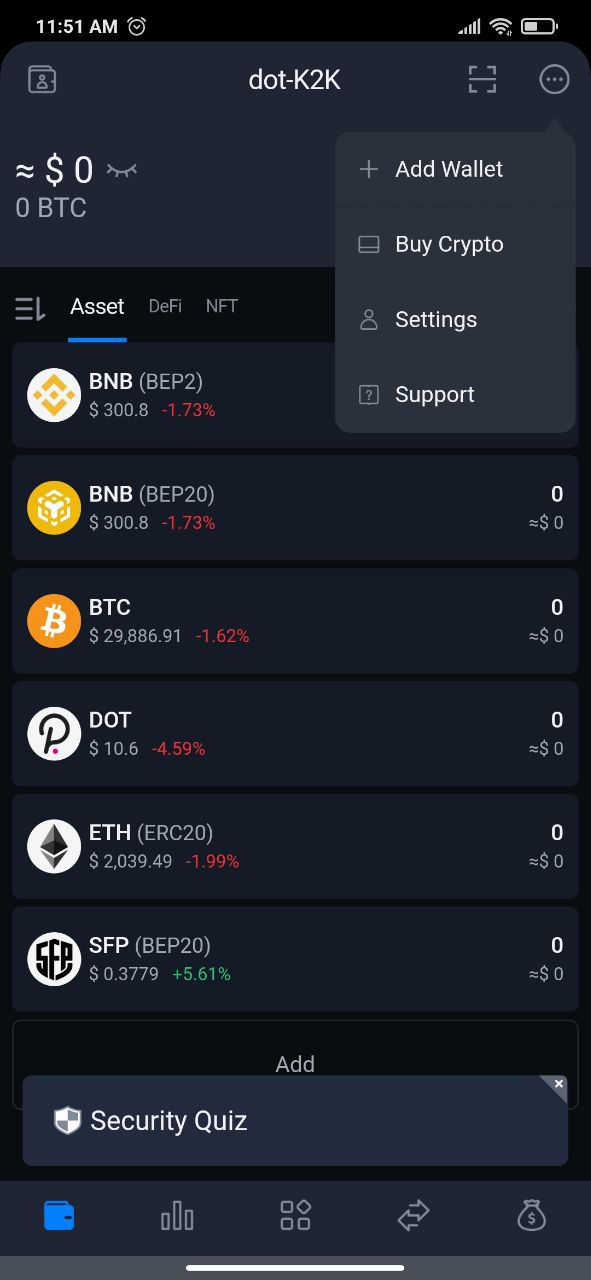 11:51 AM
dot-K2K
≈ $ 0
0 BTC
Add Wallet
Buy Crypto
Settings
Support
Asset DeFi NFT
BNB (BEP2)
$ 300.8 -1.73%
BNB (BEP20) 0
$ 300.8 -1.73% ≈$ 0
BTC 0
$ 29,886.91 -1.62% ≈$ 0
DOT 0
$ 10.6 -4.59% ≈$ 0
ETH (ERC20) 0
$ 2,039.49 -1.99% ≈$ 0
SFP SFP (BEP20) 0
$ 0.3779 +5.61% ≈$ 0
Add
Security Quiz